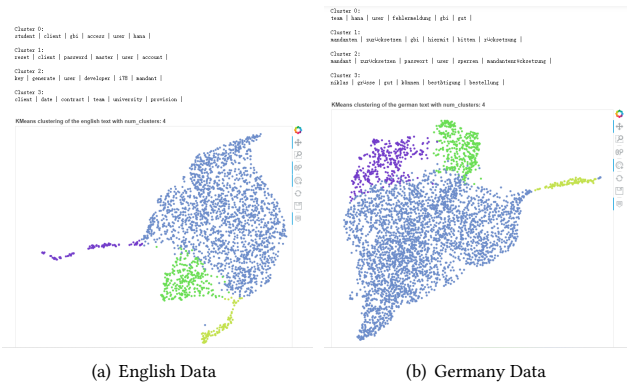 Cluster 0:
student | client | gbi | access | user | hana |
Cluster 1:
reset | client | password | master | user | account |
Cluster 2:
key | generate | user | developer | iTN | mandant |
Cluster 3:
client | date | contract | team | university | provision |
KMeans clustering of the english text with num_clusters: 4
(a) English Data
Cluster 0:
team | hana | user | fehlermeldung | gbi | gut |
Cluster 1:
mandanten | zurücksetzen | gbi | hiermit | bitten | rücksetzung |
Cluster 2:
mandant | zurücksetzen | passwort | user | sperren | mandantenrücksetzung |
Cluster 3:
niklas | grüsse | gut | können | bestätigung | bestellung |
KMeans clustering of the german text with num_clusters: 4
(b) Germany Data